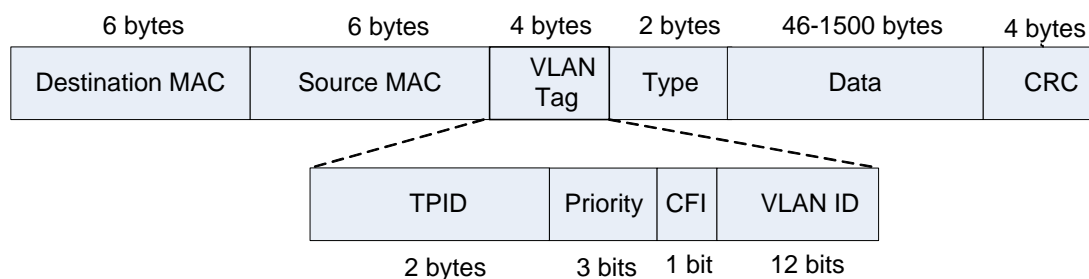 6 bytes 6 bytes 4 bytes 2 bytes 46-1500 bytes 4 bytes
Destination MAC Source MAC VLAN Tag Type Data CRC
TPID Priority CFI VLAN ID
2 bytes 3 bits 1 bit 12 bits